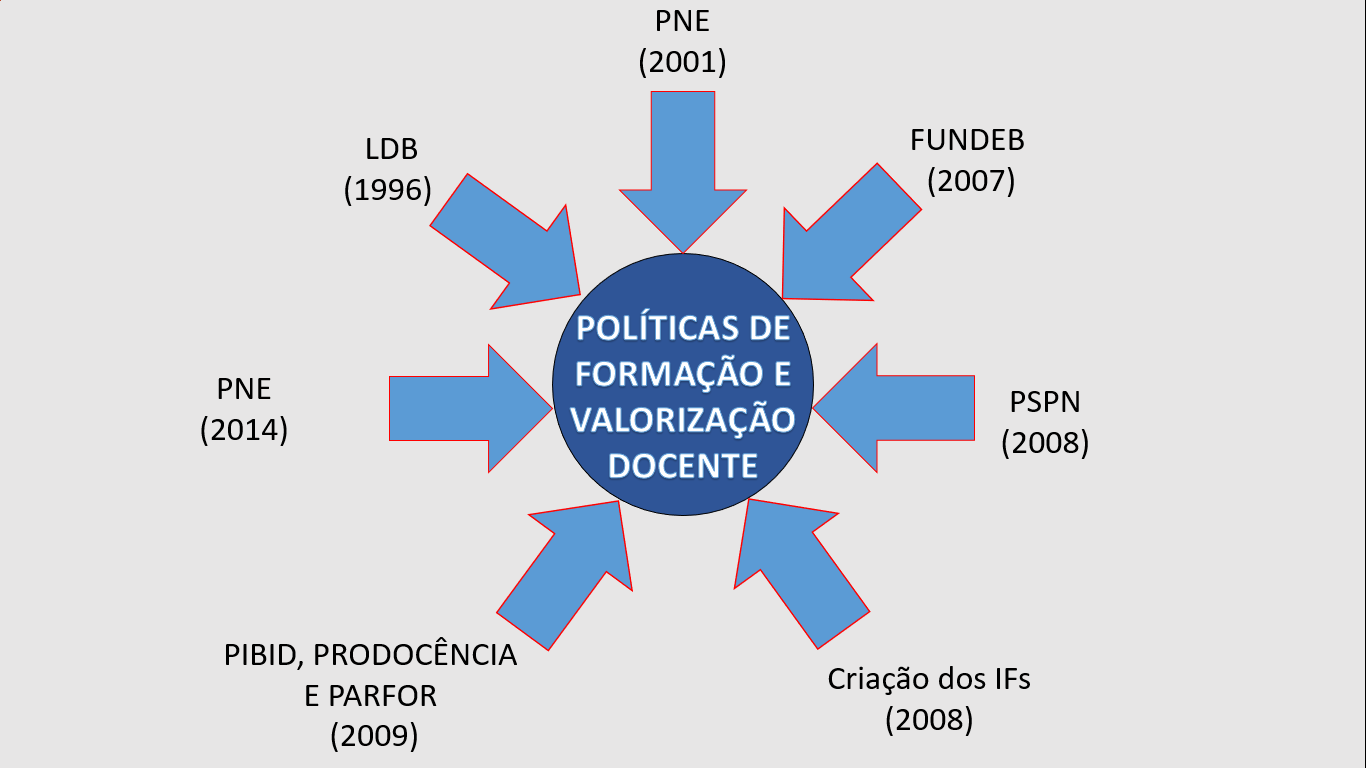 PNE
(2001)
LDB
(1996)
FUNDEB
(2007)
POLÍTICAS DE
FORMAÇÃO E
VALORIZAÇÃO
DOCENTE
PNE
(2014)
PSPN
(2008)
PIBID, PRODOCÊNCIA
E PARFOR
(2009)
Criação dos IFs
(2008)